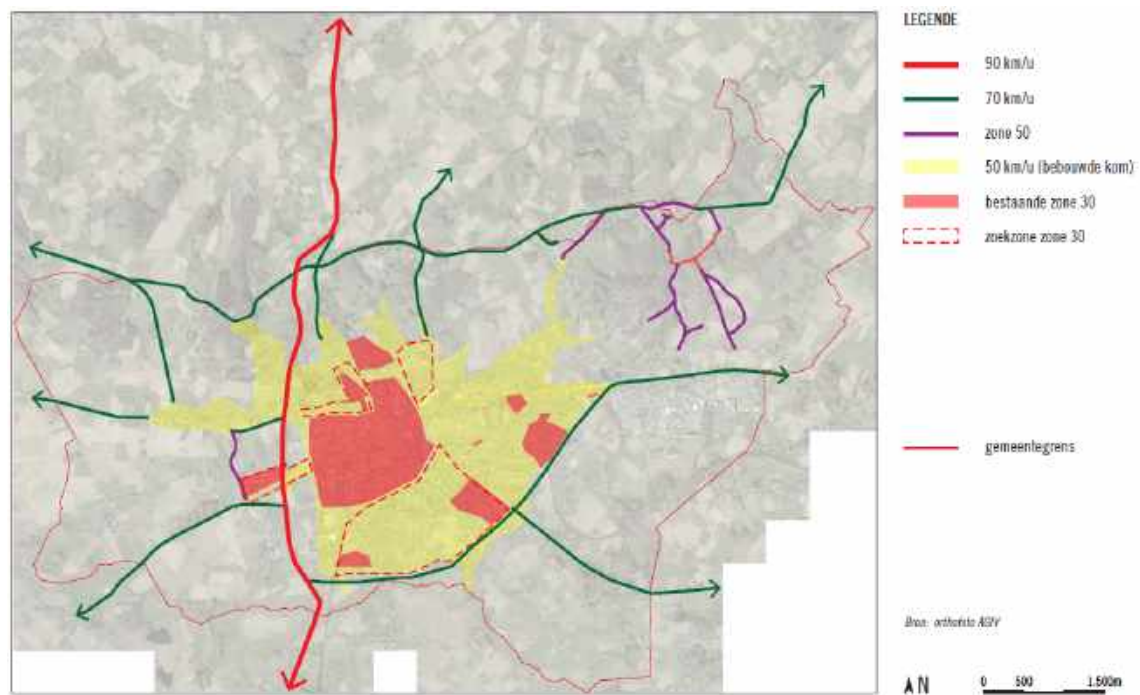 LEGENDE
90 km/u
70 km/u
zone 50
50 km/u (bebouwde kom)
bestaande zone 30
zoekzone zone 30
gemeentegrens
Bron: orthofoto AGIV
N 0 500 1.500m